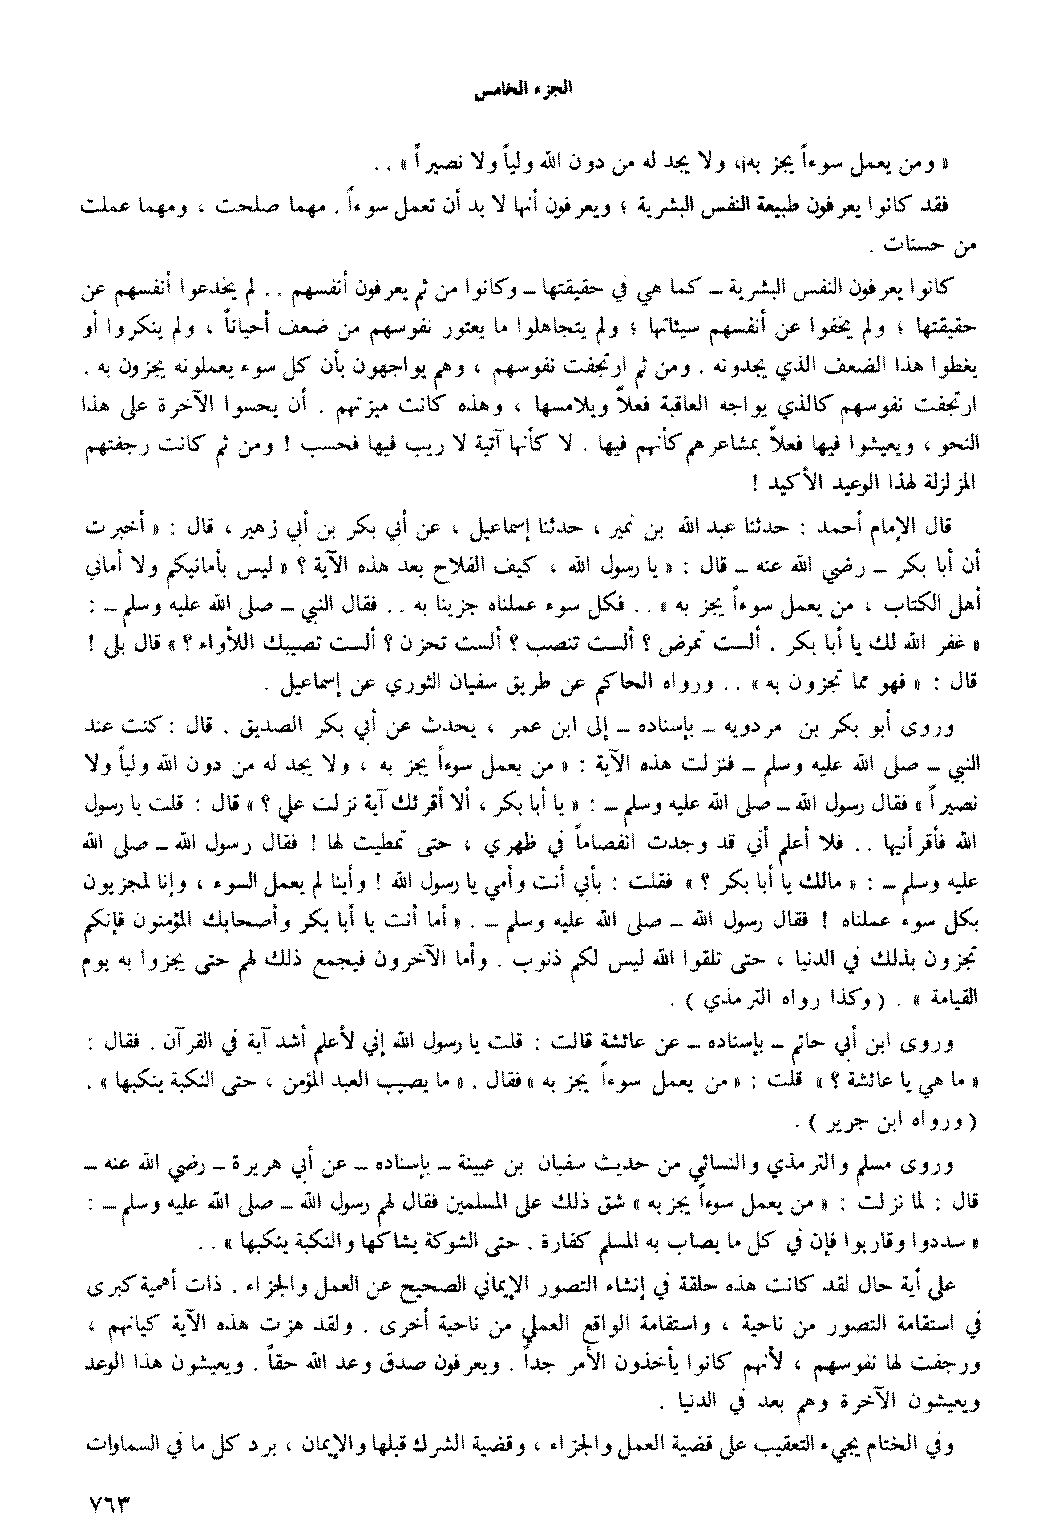 الجزء الخامس
« ومن يعمل سوءاً يجز به، ولا يجد له من دون الله ولياً ولا نصيراً » . .
فقد كانوا يعرفون طبيعة النفس البشرية ؛ ويعرفون أنها لا بد أن تعمل سوءاً . مهما صلحت ، ومهما عملت
من حسنات .
كانوا يعرفون النفس البشرية ــ كما هي في حقيقتها ــ وكانوا من ثم يعرفون أنفسهم . . لم يخدعوا أنفسهم عن
حقيقتها ؛ ولم يخفوا عن أنفسهم سيئاتها ؛ ولم يتجاهلوا ما يعتور نفوسهم من ضعف أحياناً ، ولم ينكروا أو
يغطوا هذا الضعف الذي يجدونه . ومن ثم ارتجفت نفوسهم ، وهم يواجهون بأن كل سوء يعملونه يجزون به .
ارتجفت نفوسهم كالذي يواجه العاقبة فعلاً ويلامسها ، وهذه كانت ميزتهم . أن يحسوا الآخرة على هذا
النحو ، ويعيشوا فيها فعلاً بمشاعرهم كأنهم فيها . لا كأنها آتية لا ريب فيها فحسب ! ومن ثم كانت رجفتهم
المزلزلة لهذا الوعيد الأكيد !
قال الإمام أحمد : حدثنا عبد الله بن نمير ، حدثنا إسماعيل ، عن أبي بكر بن أبي زهير ، قال : « أخبرت
أن أبا بكر ــ رضي الله عنه ــ قال : « يا رسول الله ، كيف الفلاح بعد هذه الآية ؟ « ليس بأمانيكم ولا أماني
أهل الكتاب ، من يعمل سوءاً يجز به » . . فكل سوء عملناه جزينا به . . فقال النبي ــ صلى الله عليه وسلم ــ :
« غفر الله لك يا أبا بكر . ألست تمرض ؟ ألست تنصب ؟ ألست تحزن ؟ ألست تصيبك اللأواء ؟ » قال بلى !
قال : « فهو مما تجزون به » . . ورواه الحاكم عن طريق سفيان الثوري عن إسماعيل .
وروى أبو بكر بن مردويه ــ بإسناده ــ إلى ابن عمر ، يحدث عن أبي بكر الصديق . قال : كنت عند
النبي ــ صلى الله عليه وسلم ــ فنزلت هذه الآية : « من يعمل سوءاً يجز به ، ولا يجد له من دون الله ولياً ولا
نصيراً » فقال رسول الله ــ صلى الله عليه وسلم ــ : « يا أبا بكر ، ألا أقرئك آية نزلت علي ؟ » قال : قلت يا رسول
الله فأقرأنيها . . فلا أعلم أني قد وجدت انفصاماً في ظهري ، حتى تمطيت لها ! فقال رسول الله ــ صلى الله
عليه وسلم ــ : « مالك يا أبا بكر ؟ » فقلت : بأبي أنت وأمي يا رسول الله ! وأينا لم يعمل السوء ، وإنا لمجزيون
بكل سوء عملناه ! فقال رسول الله ــ صلى الله عليه وسلم ــ . « أما أنت يا أبا بكر وأصحابك المؤمنون فإنكم
تجزون بذلك في الدنيا ، حتى تلقوا الله ليس لكم ذنوب . وأما الآخرون فيجمع ذلك لهم حتى يجزوا به يوم
القيامة » . ( وكذا رواه الترمذي ) .
وروى ابن أبي حاتم ــ بإسناده ــ عن عائشة قالت : قلت يا رسول الله إني لأعلم أشد آية في القرآن . فقال :
« ما هي يا عائشة ؟ » قلت : « من يعمل سوءاً يجز به » فقال . « ما يصيب العبد المؤمن ، حتى النكبة ينكبها » .
( ورواه ابن جرير ) .
وروى مسلم والترمذي والنسائي من حديث سفيان بن عيينة ــ بإسناده ــ عن أبي هريرة ــ رضي الله عنه ــ
قال : لما نزلت : « من يعمل سوءاً يجز به » شق ذلك على المسلمين فقال لهم رسول الله ــ صلى الله عليه وسلم ــ :
« سددوا وقاربوا فإن في كل ما يصاب به المسلم كفارة . حتى الشوكة يشاكها والنكبة ينكبها » . .
على أية حال لقد كانت هذه حلقة في إنشاء التصور الإيماني الصحيح عن العمل والجزاء . ذات أهمية كبرى
في استقامة التصور من ناحية ، واستقامة الواقع العملي من ناحية أخرى . ولقد هزت هذه الآية كيانهم ،
ورجفت لها نفوسهم ، لأنهم كانوا يأخذون الأمر جداً . ويعرفون صدق وعد الله حقاً . ويعيشون هذا الوعد
ويعيشون الآخرة وهم بعد في الدنيا .
وفي الختام يجيء التعقيب على قضية العمل والجزاء ، وقضية الشرك قبلها والإيمان ، برد كل ما في السماوات
٧٦٣